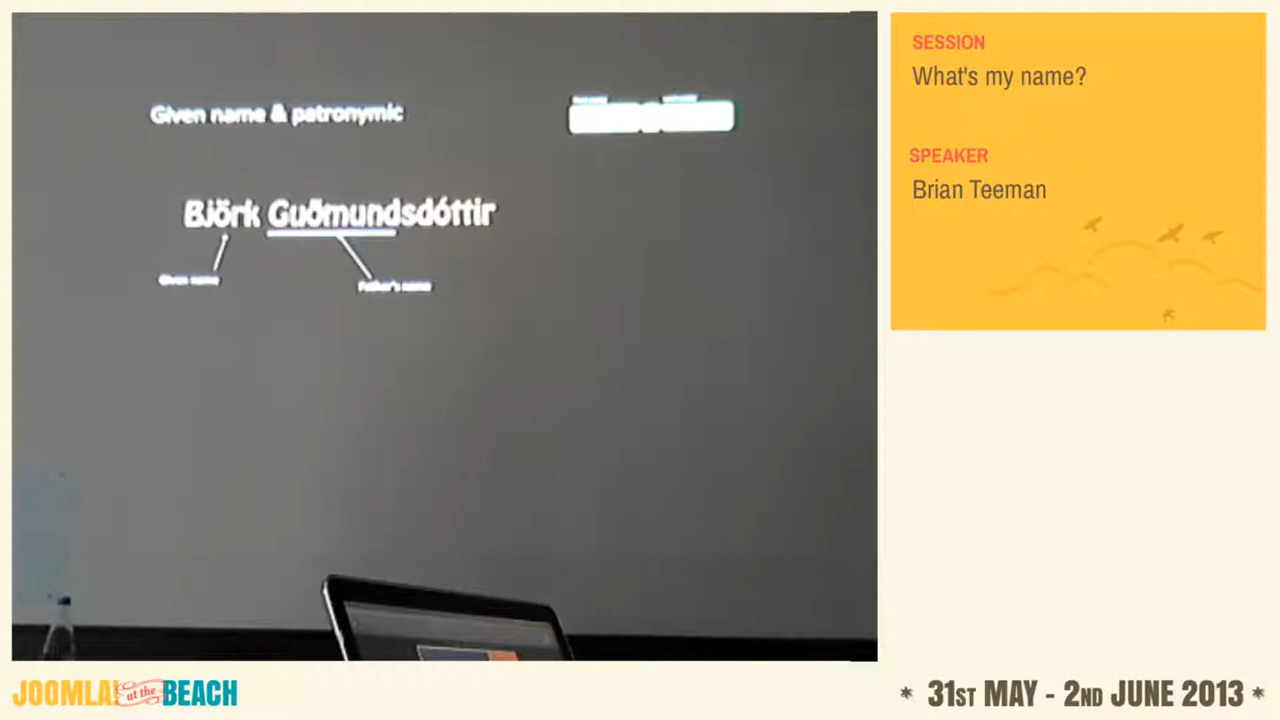 Given name & patronymic
Björk Guðmundsdóttir
Given name
Father's name
SESSION
What's my name?
SPEAKER
Brian Teeman
JOOMLA! at the BEACH
* 31ST MAY - 2ND JUNE 2013 *